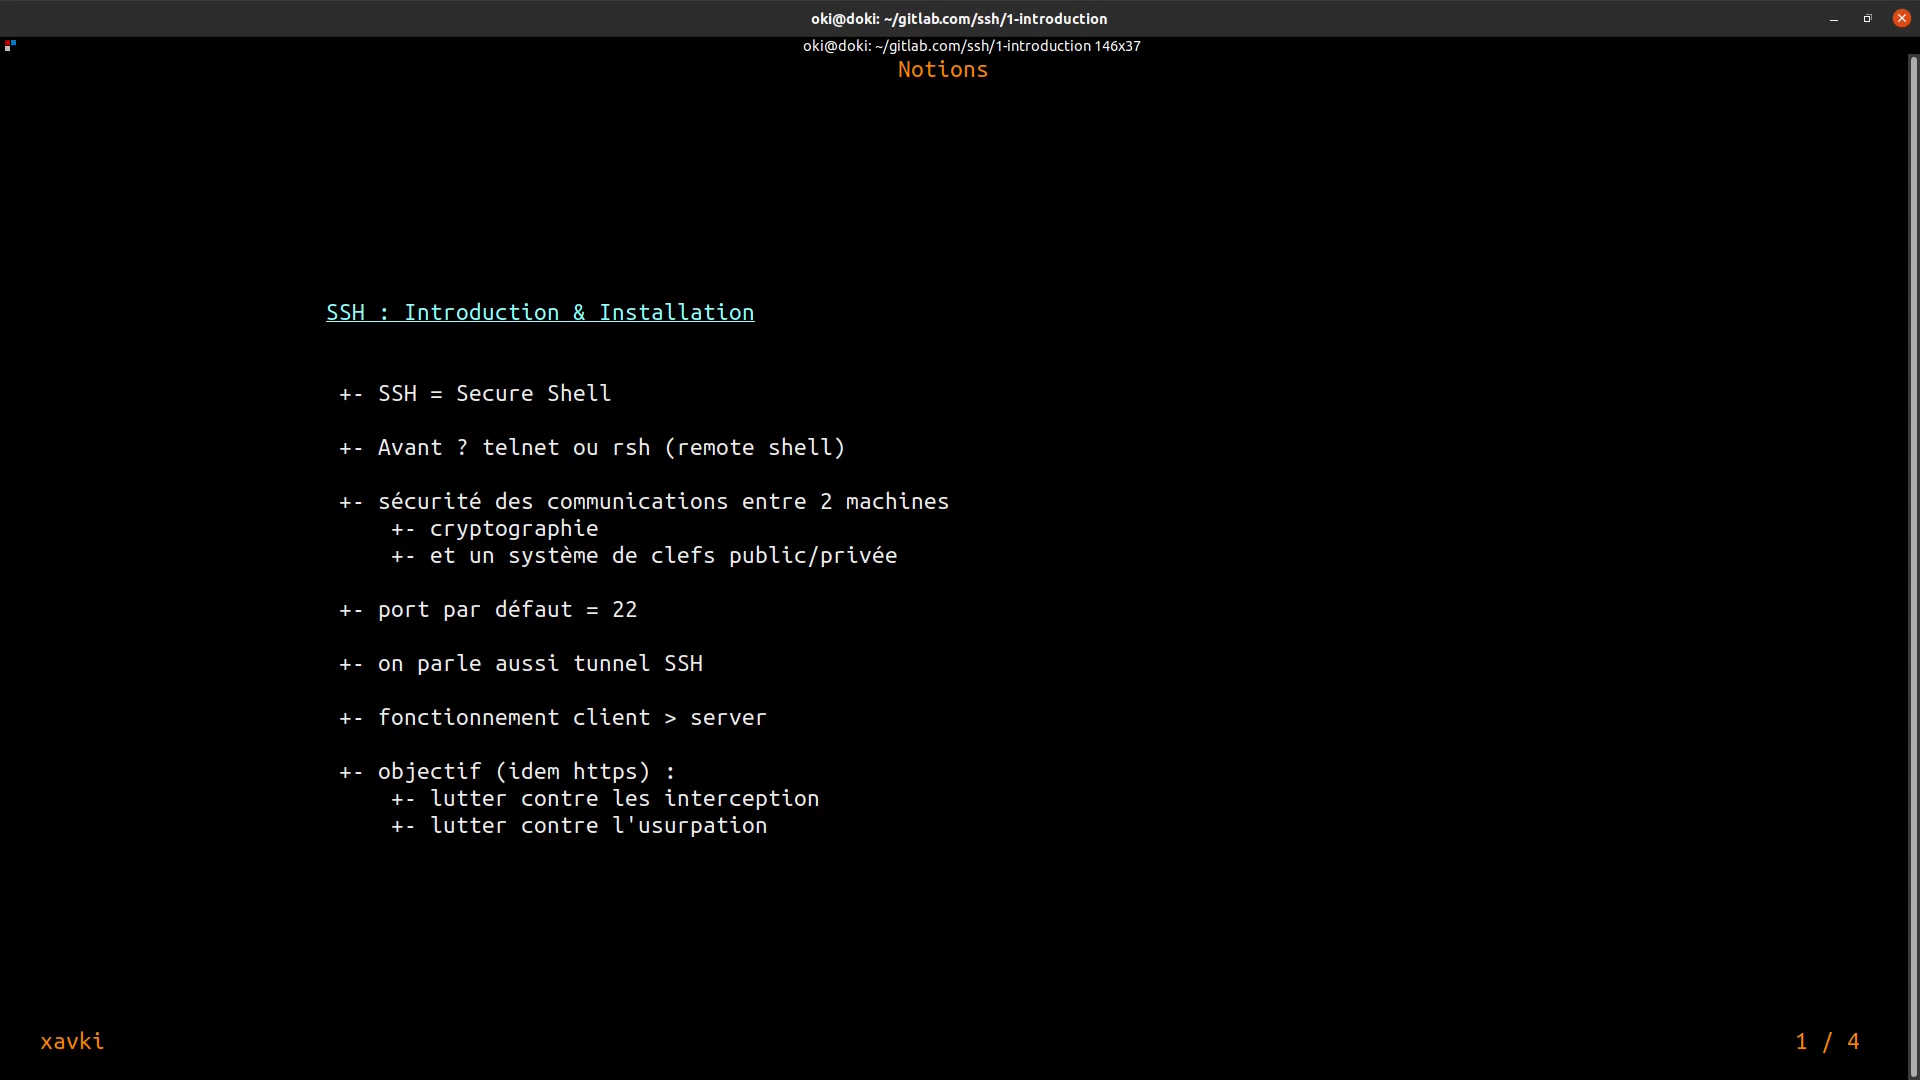 oki@doki: ~/gitlab.com/ssh/1-introduction
oki@doki: ~/gitlab.com/ssh/1-introduction 146x37
Notions
SSH : Introduction & Installation
+- SSH = Secure Shell
+- Avant ? telnet ou rsh (remote shell)
+- sécurité des communications entre 2 machines
+- cryptographie
+- et un système de clefs public/privée
+- port par défaut = 22
+- on parle aussi tunnel SSH
+- fonctionnement client > server
+- objectif (idem https) :
+- lutter contre les interception
+- lutter contre l'usurpation
xavki
1 / 4